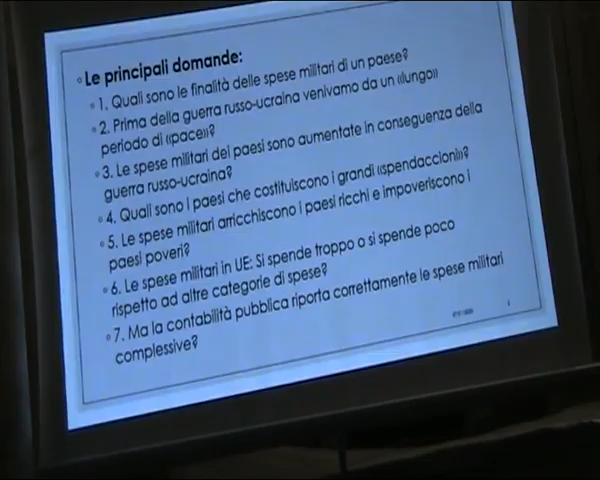 Le principali domande:
1. Quali sono le finalità delle spese militari di un paese?
2. Prima della guerra russo-ucraina venivamo da un «lungo»
periodo di «pace»?
3. Le spese militari dei paesi sono aumentate in conseguenza della
guerra russo-ucraina?
4. Quali sono i paesi che costituiscono i grandi «spendaccioni»?
5. Le spese militari arricchiscono i paesi ricchi e impoveriscono i
paesi poveri?
6. Le spese militari in UE: Si spende troppo o si spende poco
rispetto ad altre categorie di spese?
7. Ma la contabilità pubblica riporta correttamente le spese militari
complessive?